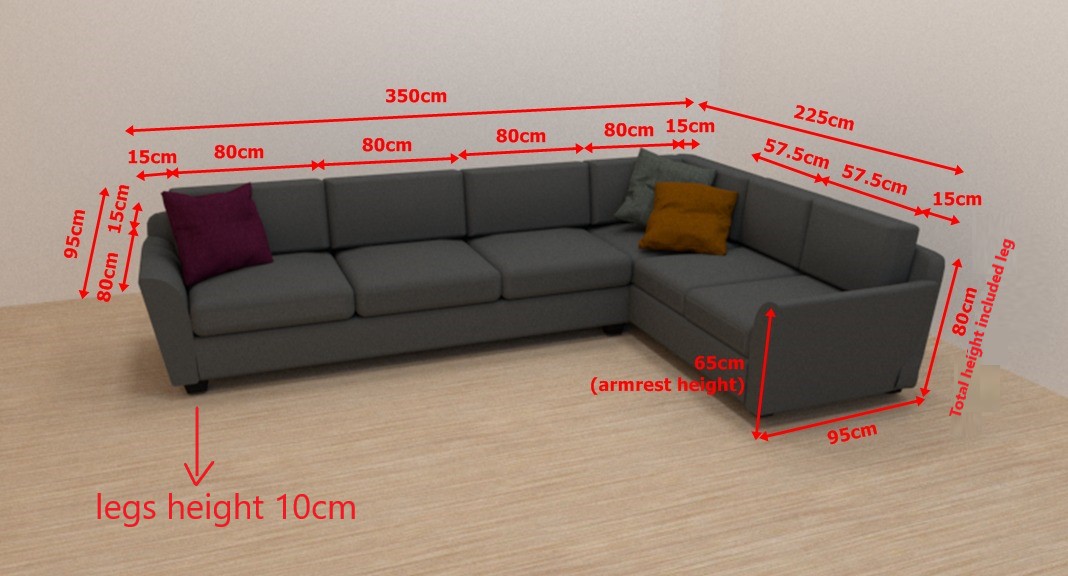 350cm
225cm
15cm
80cm
80cm
80cm
80cm
15cm
57.5cm
57.5cm
15cm
95cm
15cm
80cm
80cm
Total height included leg
65cm
(armrest height)
95cm
legs height 10cm